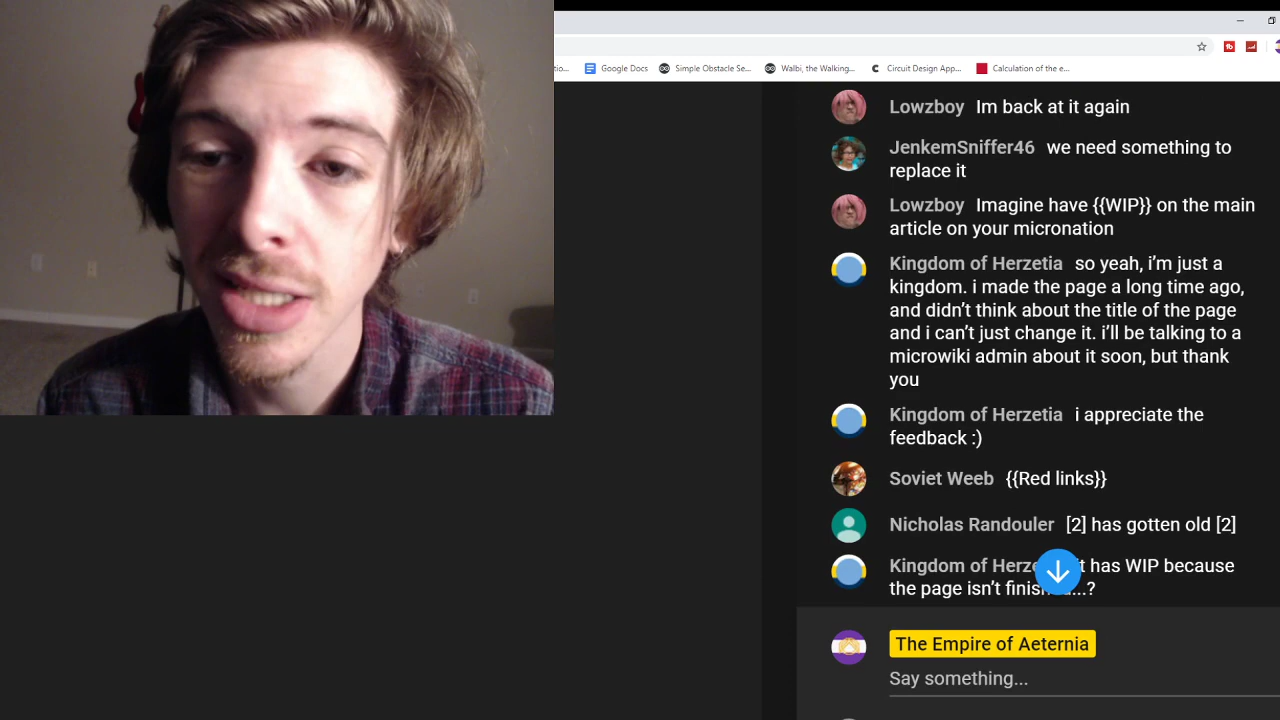 Google Docs
Simple Obstacle Se...
Walbi, the Walking...
Circuit Design App...
Calculation of the e...
Lowzboy Im back at it again
JenkemSniffer46 we need something to
replace it
Lowzboy Imagine have {{WIP}} on the main
article on your micronation
Kingdom of Herzetia so yeah, i’m just a
kingdom. i made the page a long time ago,
and didn’t think about the title of the page
and i can’t just change it. i’ll be talking to a
microwiki admin about it soon, but thank
you
Kingdom of Herzetia i appreciate the
feedback :)
Soviet Weeb {{Red links}}
Nicholas Randouler [2] has gotten old [2]
Kingdom of has WIP because
the page isn’t ...?
The Empire of Aeternia
Say something...